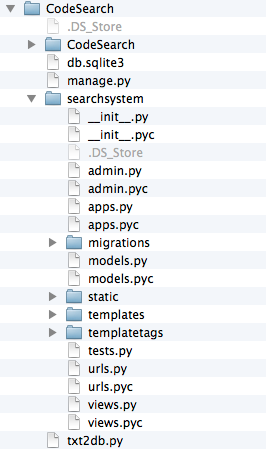 CodeSearch
.DS_Store
CodeSearch
db.sqlite3
manage.py
searchsystem
__init__.py
__init__.pyc
.DS_Store
admin.py
admin.pyc
apps.py
apps.pyc
migrations
models.py
models.pyc
static
templates
templatetags
tests.py
urls.py
urls.pyc
views.py
views.pyc
txt2db.py